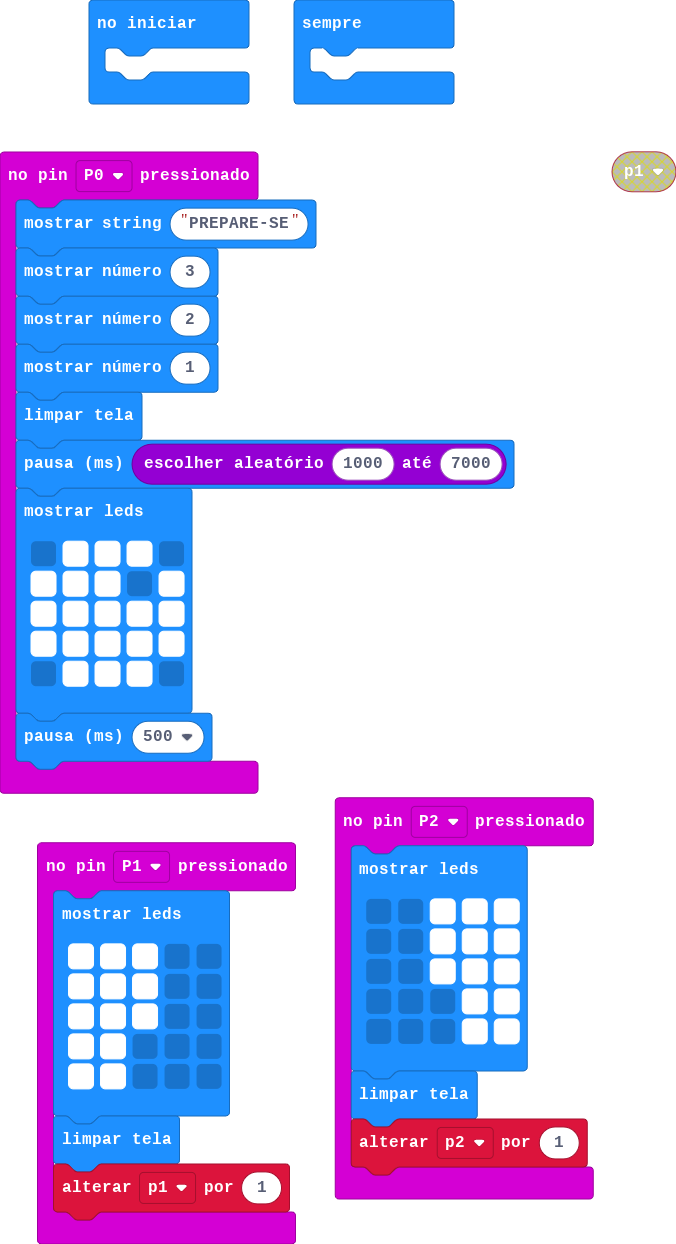 no iniciar
sempre
no pin P0 pressionado
p1
mostrar string "PREPARE-SE"
mostrar número 3
mostrar número 2
mostrar número 1
limpar tela
pausa (ms) escolher aleatório 1000 até 7000
mostrar leds
pausa (ms) 500
no pin P1 pressionado
mostrar leds
limpar tela
alterar p1 por 1
no pin P2 pressionado
mostrar leds
limpar tela
alterar p2 por 1